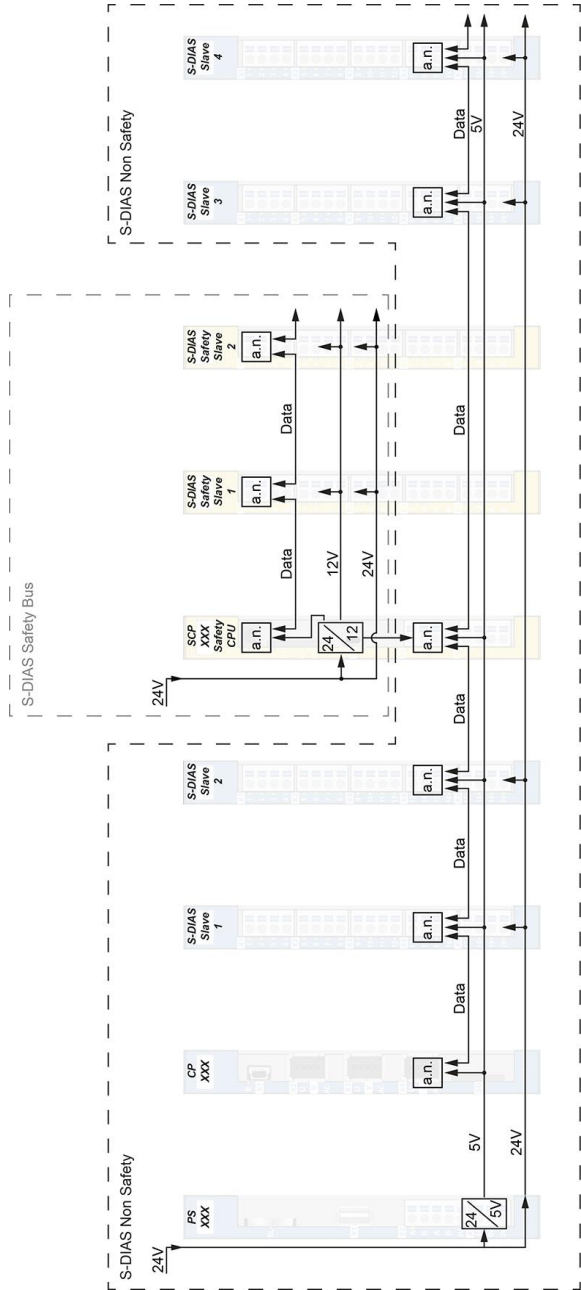 S-DIAS Safety Bus
S-DIAS Non Safety
S-DIAS Non Safety
24V
24V
PS
XXX
CP
XXX
S-DIAS
Slave
1
S-DIAS
Slave
2
SCP
XXX
Safety
CPU
S-DIAS
Safety
Slave
1
S-DIAS
Safety
Slave
2
S-DIAS
Slave
3
S-DIAS
Slave
4
a.n.
a.n.
a.n.
Data
Data
24
12
12V
24V
a.n.
a.n.
a.n.
a.n.
a.n.
a.n.
Data
Data
Data
Data
Data
24
5V
5V
5V
24V
24V